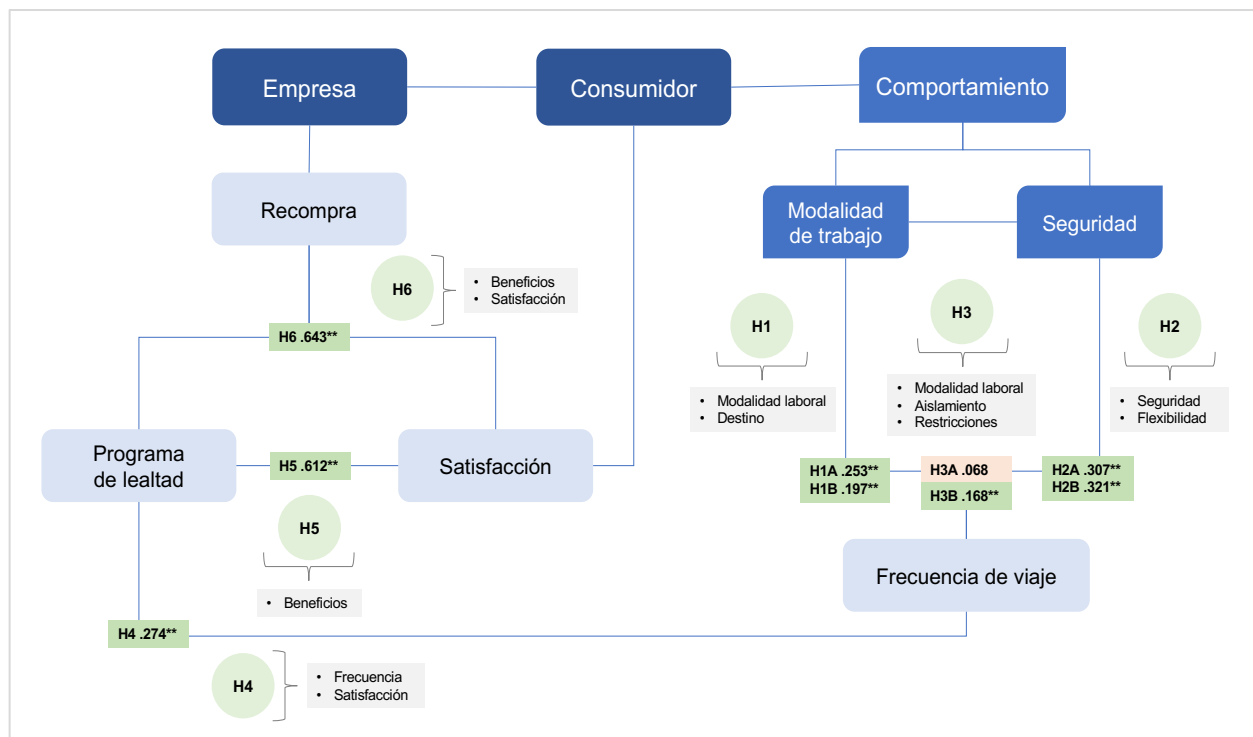 Empresa
Consumidor
Comportamiento
Recompra
Modalidad
de trabajo
Seguridad
H6
• Beneficios
• Satisfacción
H6 .643**
H1
• Modalidad laboral
• Destino
H3
• Modalidad laboral
• Aislamiento
• Restricciones
H2
• Seguridad
• Flexibilidad
Programa
de lealtad
H5 .612**
Satisfacción
H1A .253**
H1B .197**
H3A .068
H3B .168**
H2A .307**
H2B .321**
H5
• Beneficios
Frecuencia de viaje
H4 .274**
H4
• Frecuencia
• Satisfacción